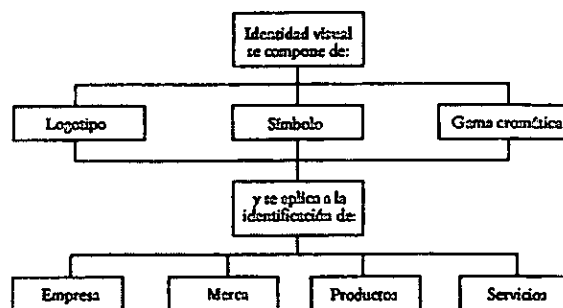 Identidad visual
se compone de:
Logotipo
Símbolo
Gama cromática
y se aplica a la
identificación de:
Empresa
Marca
Productos
Servicios